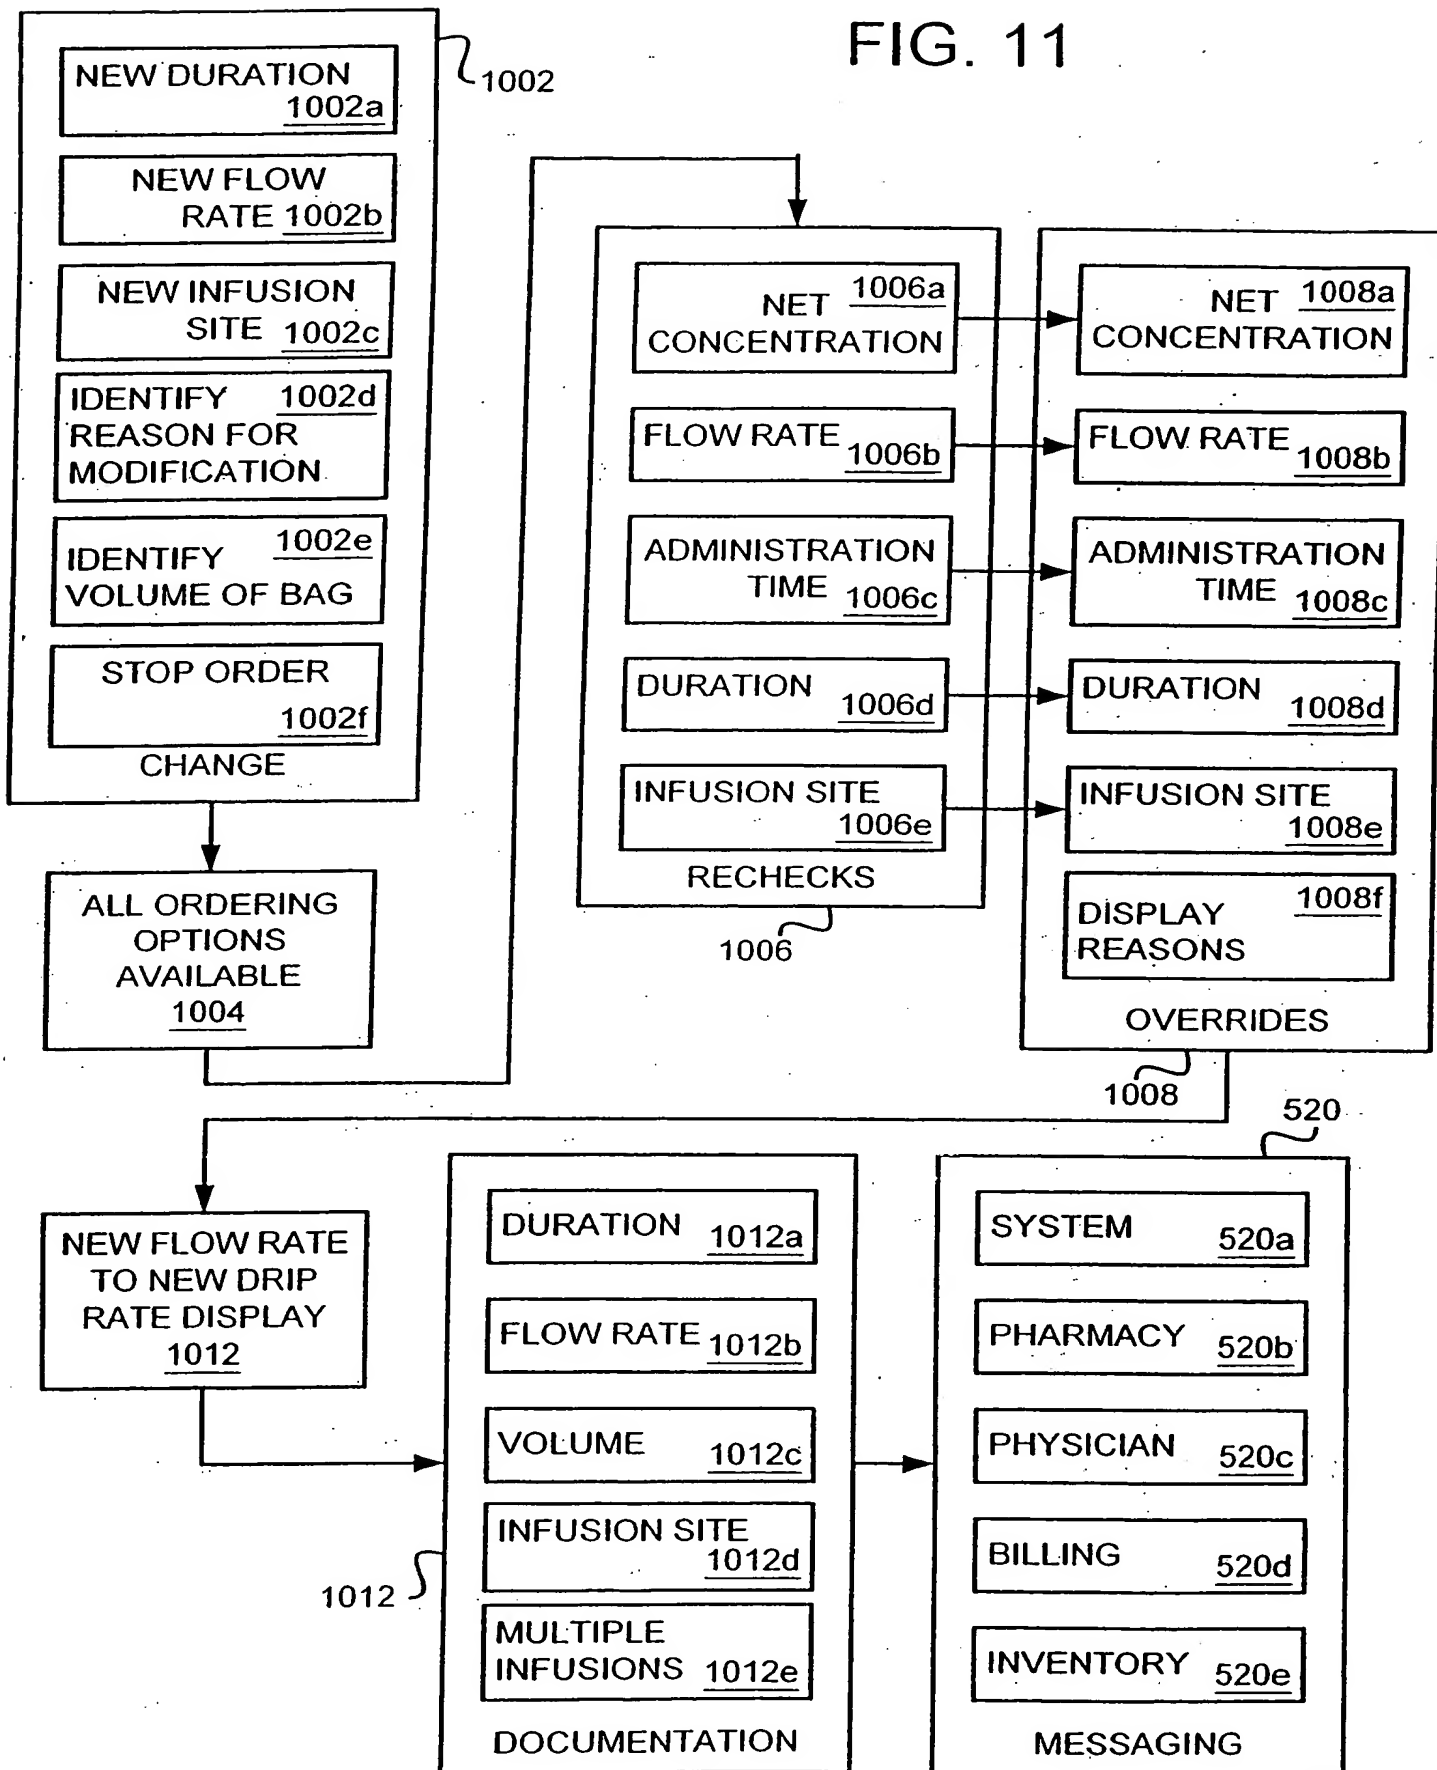 FIG. 11
1002
NEW DURATION
1002a
NEW FLOW
RATE 1002b
NEW INFUSION
SITE 1002c
IDENTIFY 1002d
REASON FOR
MODIFICATION
1002e
IDENTIFY
VOLUME OF BAG
STOP ORDER
1002f
CHANGE
ALL ORDERING
OPTIONS
AVAILABLE
1004
NET 1006a
CONCENTRATION
FLOW RATE 1006b
ADMINISTRATION
TIME 1006c
DURATION 1006d
INFUSION SITE
1006e
RECHECKS
1006
NET 1008a
CONCENTRATION
FLOW RATE 1008b
ADMINISTRATION
TIME 1008c
DURATION 1008d
INFUSION SITE
1008e
1008f
DISPLAY
REASONS
OVERRIDES
1008
NEW FLOW RATE
TO NEW DRIP
RATE DISPLAY
1012
DURATION 1012a
FLOW RATE 1012b
VOLUME 1012c
INFUSION SITE
1012d
MULTIPLE
INFUSIONS 1012e
DOCUMENTATION
1012
520
SYSTEM 520a
PHARMACY 520b
PHYSICIAN 520c
BILLING 520d
INVENTORY 520e
MESSAGING